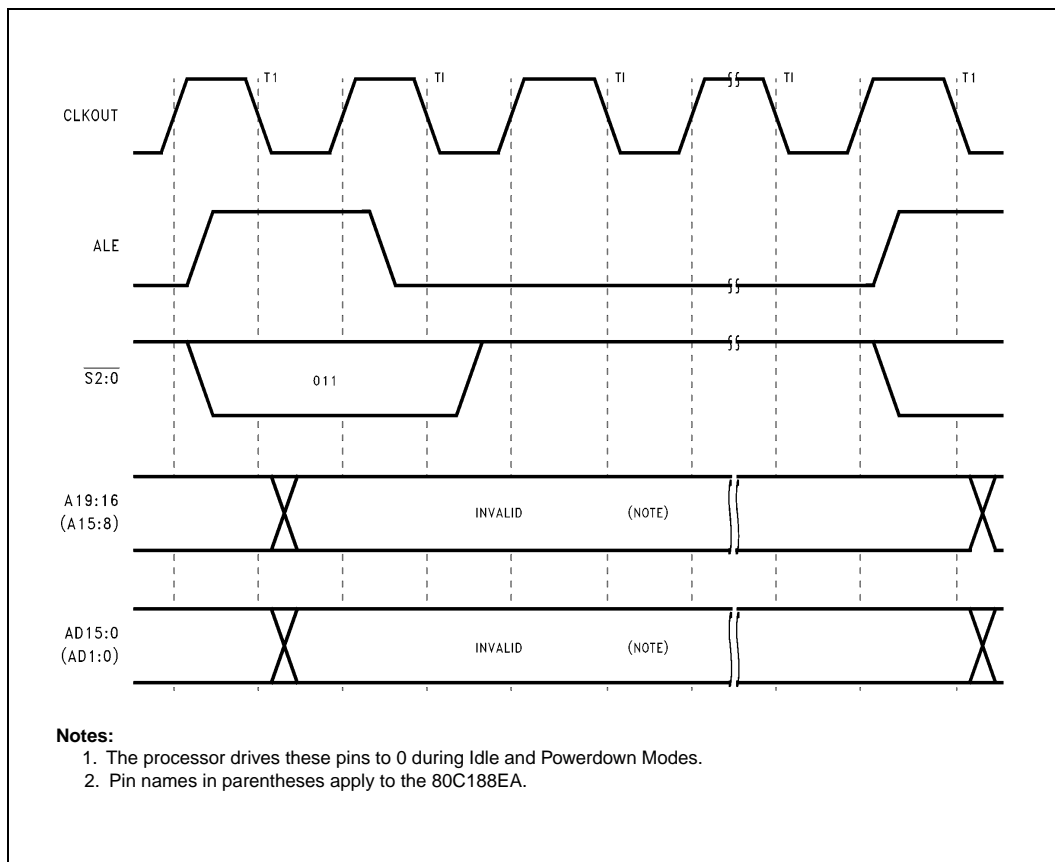 T1 TI TI TI T1
CLKOUT
ALE
S2:0
011
A19:16
(A15:8)
INVALID (NOTE)
AD15:0
(AD1:0)
INVALID (NOTE)
Notes:
1. The processor drives these pins to 0 during Idle and Powerdown Modes.
2. Pin names in parentheses apply to the 80C188EA.